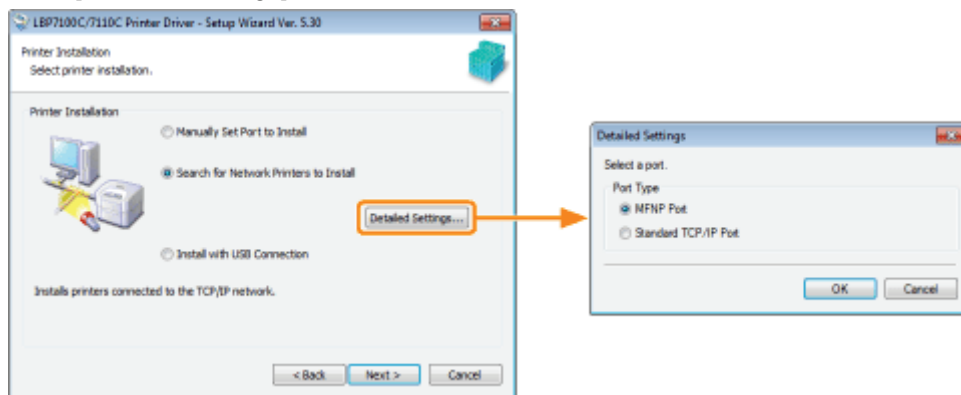 LBP7100C/7110C Printer Driver - Setup Wizard Ver. 5.30
Printer Installation
Select printer installation.
Printer Installation
Manually Set Port to Install
Search for Network Printers to Install
Detailed Settings...
Install with USB Connection
Installs printers connected to the TCP/IP network.
< Back
Next >
Cancel
Detailed Settings
Select a port.
Port Type
MFNP Port
Standard TCP/IP Port
OK
Cancel